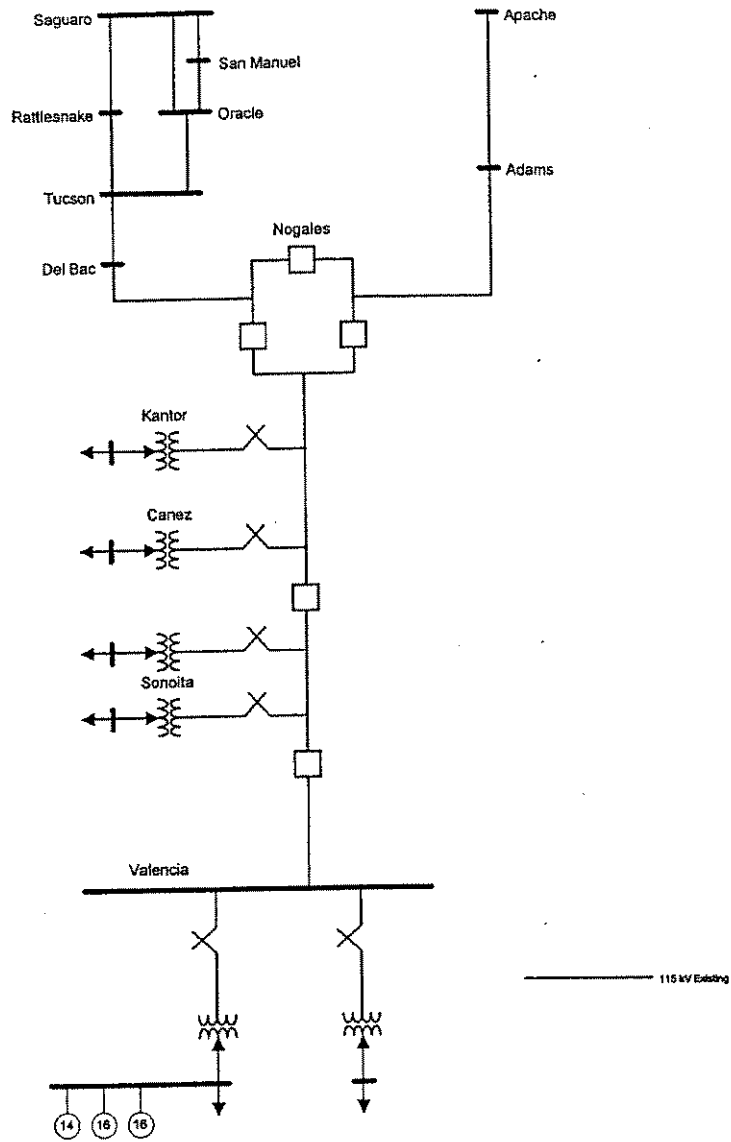 Saguaro
Apache
San Manuel
Rattlesnake
Oracle
Adams
Tucson
Nogales
Del Bac
Kantor
Canez
Sonoita
Valencia
115 kV Existing
14
16
16